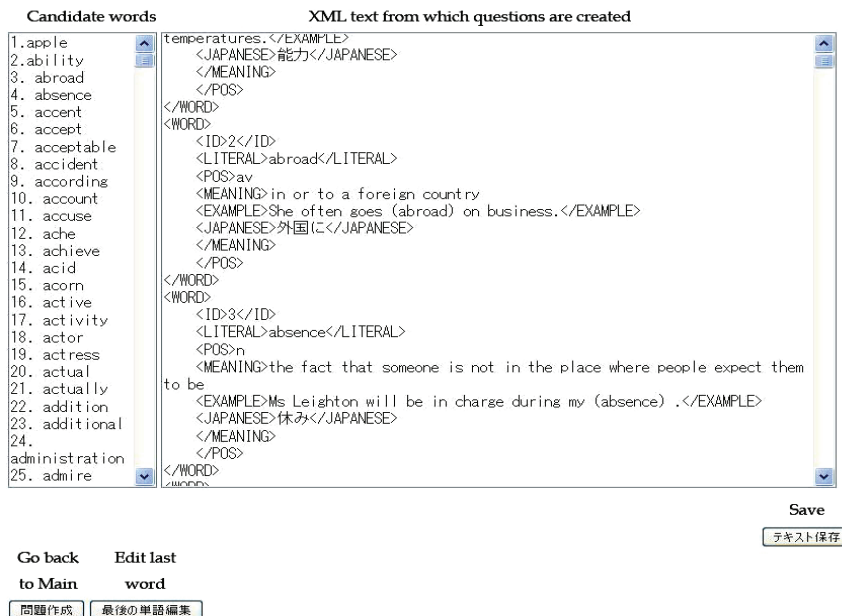 Candidate words
XML text from which questions are created
1.apple
2.ability
3. abroad
4. absence
5. accent
6. accept
7. acceptable
8. accident
9. according
10. account
11. accuse
12. ache
13. achieve
14. acid
15. acorn
16. active
17. activity
18. actor
19. actress
20. actual
21. actually
22. addition
23. additional
24.
administration
25. admire
temperatures.</EXAMPLE>
<JAPANESE>能力</JAPANESE>
</MEANING>
</POS>
</WORD>
<WORD>
<ID>2</ID>
<LITERAL>abroad</LITERAL>
<POS>av
<MEANING>in or to a foreign country
<EXAMPLE>She often goes (abroad) on business.</EXAMPLE>
<JAPANESE>外国に</JAPANESE>
</MEANING>
</POS>
</WORD>
<WORD>
<ID>3</ID>
<LITERAL>absence</LITERAL>
<POS>n
<MEANING>the fact that someone is not in the place where people expect them
to be
<EXAMPLE>Ms Leighton will be in charge during my (absence) .</EXAMPLE>
<JAPANESE>休み</JAPANESE>
</MEANING>
</POS>
</WORD>
<WORD>
Save
テキスト保存
Go back
to Main
Edit last
word
問題作成
最後の単語編集